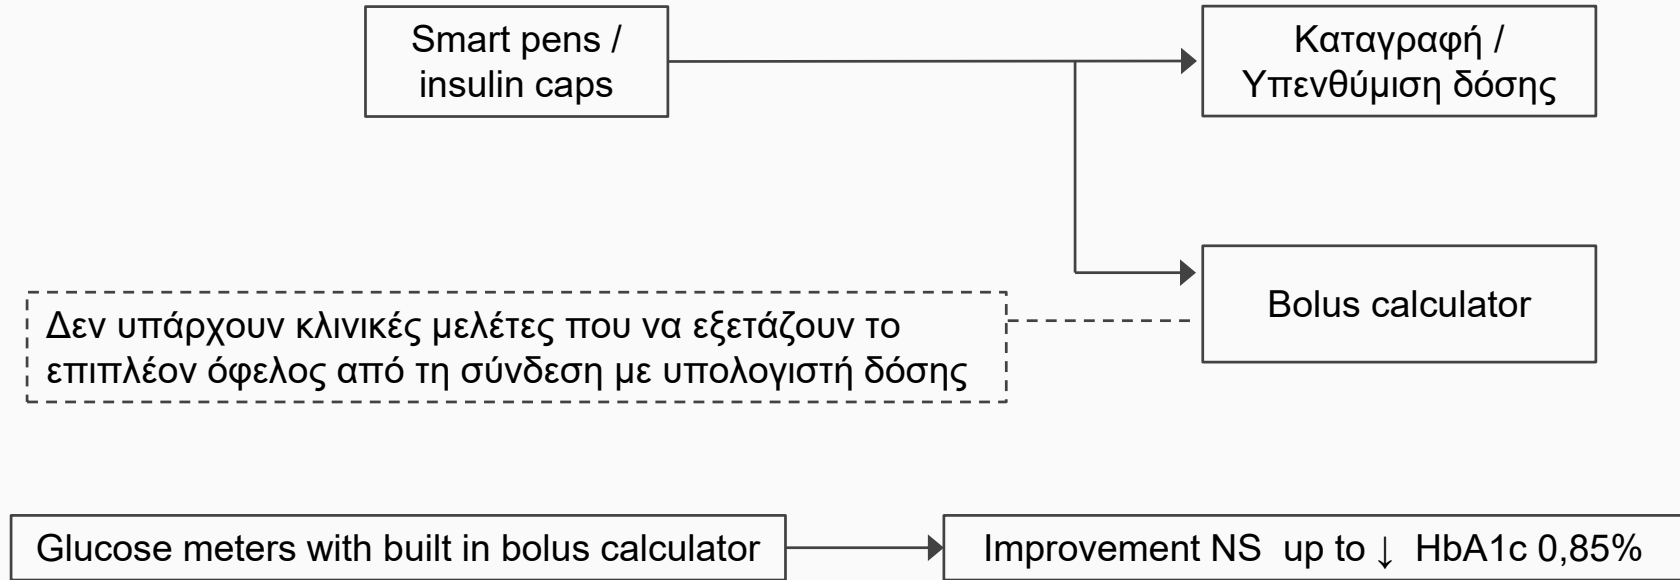 Smart pens /
insulin caps
Καταγραφή /
Υπενθύμιση δόσης
Bolus calculator
Δεν υπάρχουν κλινικές μελέτες που να εξετάζουν το
επιπλέον όφελος από τη σύνδεση με υπολογιστή δόσης
Glucose meters with built in bolus calculator
Improvement NS up to ↓ HbA1c 0,85%